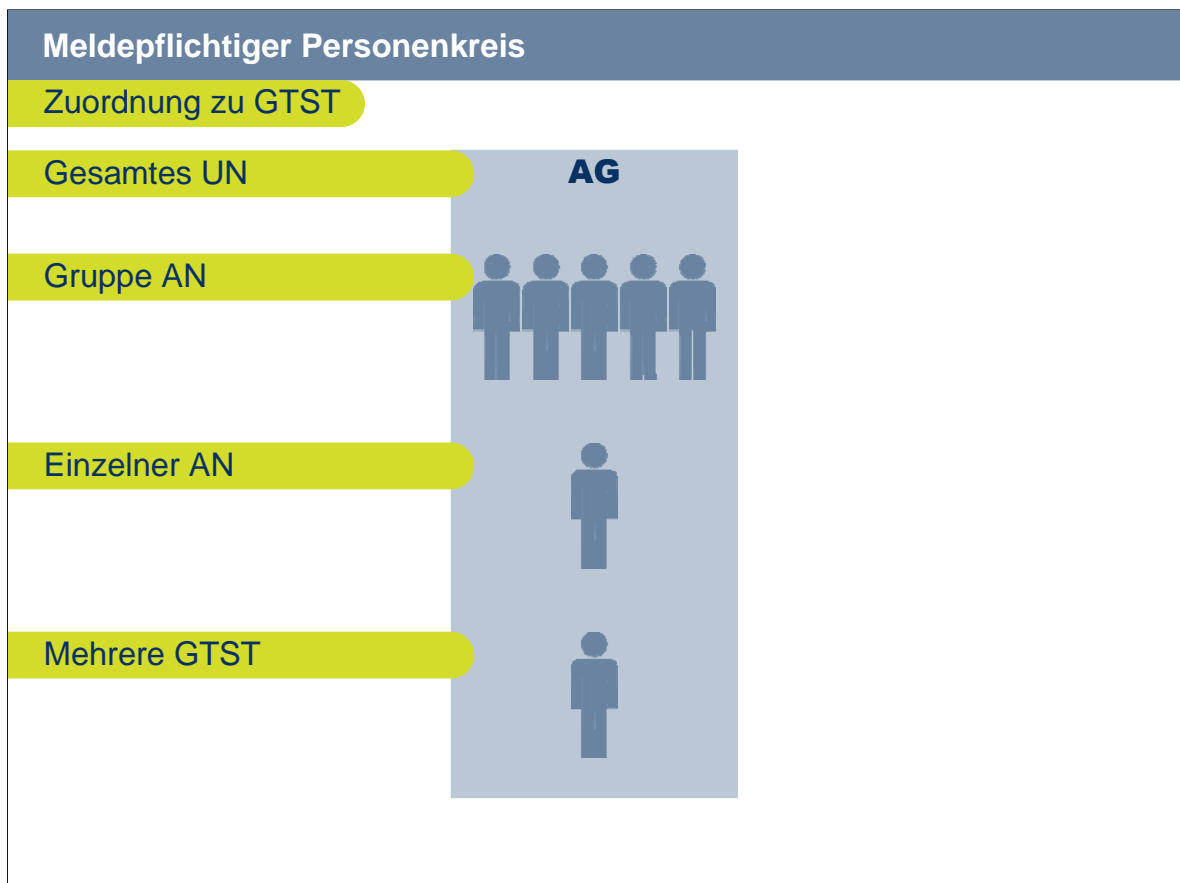 Meldepflichtiger Personenkreis
Zuordnung zu GTST
Gesamtes UN
AG
Gruppe AN
Einzelner AN
Mehrere GTST